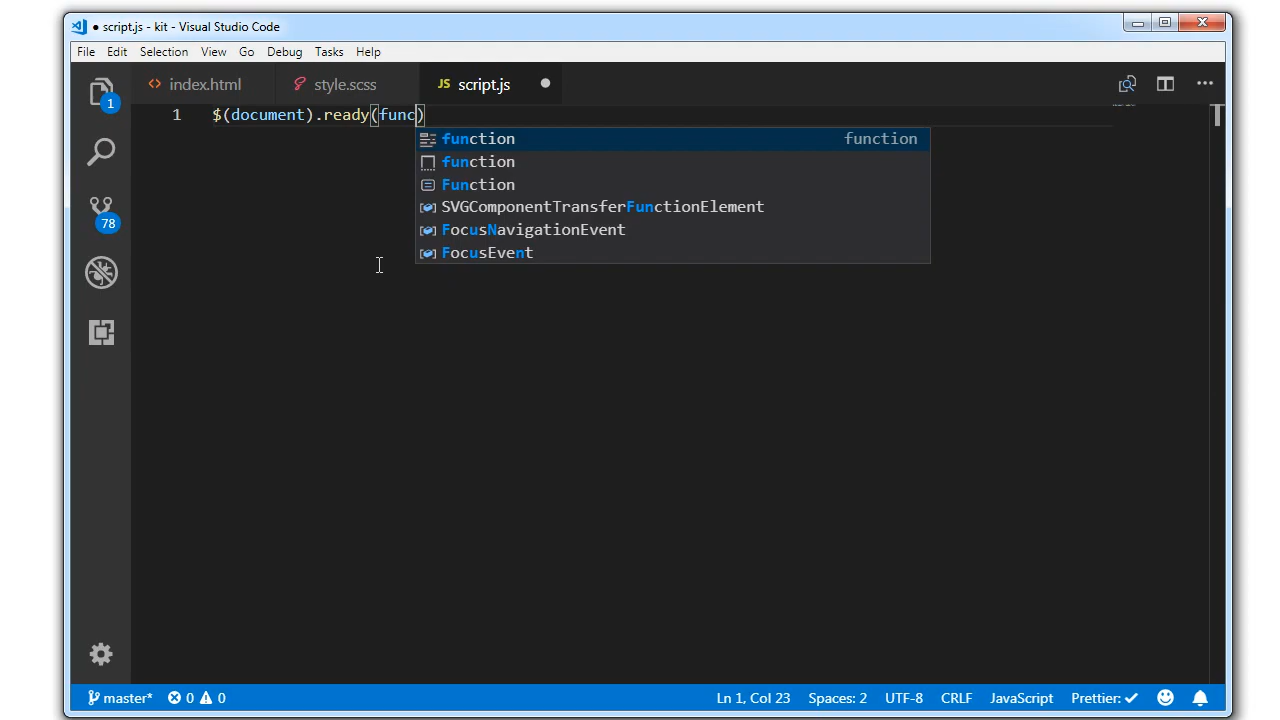 ● script.js - kit - Visual Studio Code
File Edit Selection View Go Debug Tasks Help
<> index.html style.scss JS script.js ●
1
1 $(document).ready(func)
function function
function
Function
SVGComponentTransferFunctionElement
FocusNavigationEvent
FocusEvent
78
master* 0 0 Ln 1, Col 23 Spaces: 2 UTF-8 CRLF JavaScript Prettier: ✓